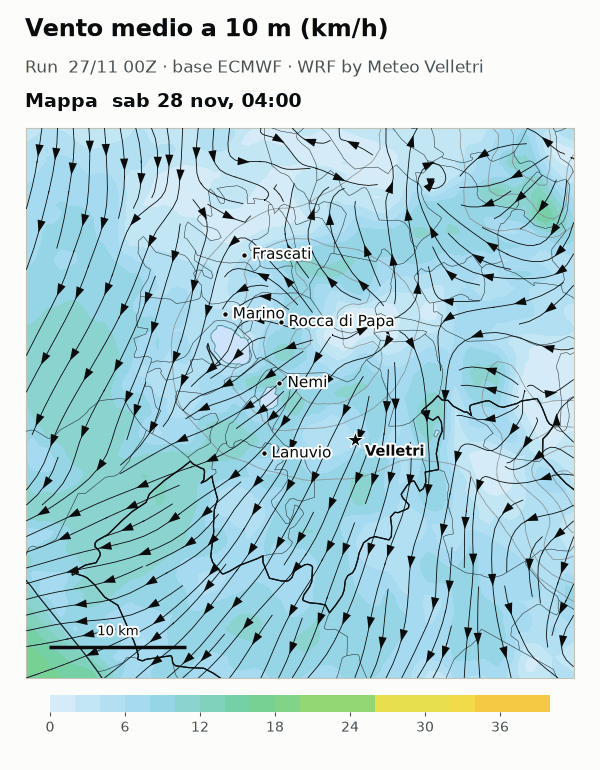 Vento medio a 10 m (km/h)
Run  27/11 00Z · base ECMWF · WRF by Meteo Velletri
Mappa  sab 28 nov, 04:00
Frascati
Marino
Rocca di Papa
Nemi
Velletri
Lanuvio
10 km
0 6 12 18 24 30 36